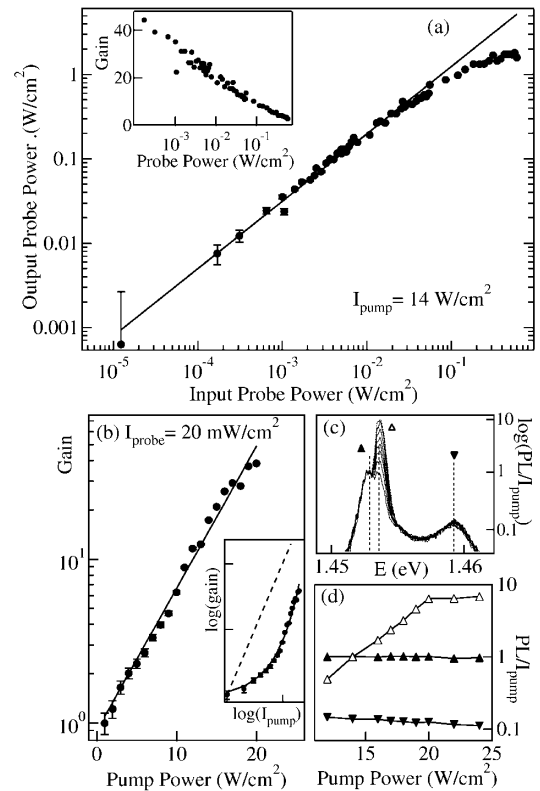 (a)
Gain
40
20
0
10⁻³ 10⁻² 10⁻¹
Probe Power (W/cm²)
Output Probe Power .(W/cm²)
1
0.1
0.01
0.001
I_pump= 14 W/cm²
10⁻⁵ 10⁻⁴ 10⁻³ 10⁻² 10⁻¹
Input Probe Power (W/cm²)
(b) I_probe= 20 mW/cm²
Gain
10¹
10⁰
log(gain)
log(I_pump)
0 10 20
Pump Power (W/cm²)
(c)
10
1
0.1
log(PL/I_pump)
1.45 E (eV) 1.46
(d)
10
1
0.1
PL/I_pump
15 20 25
Pump Power (W/cm²)